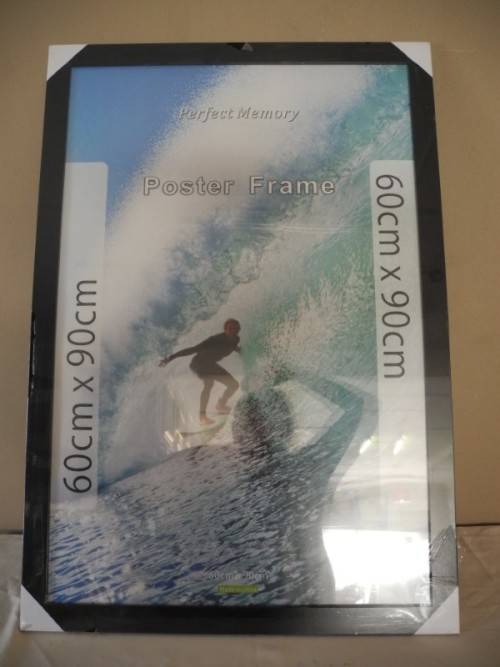 Perfect Memory
Poster Frame
60cm x 90cm
60cm x 90cm